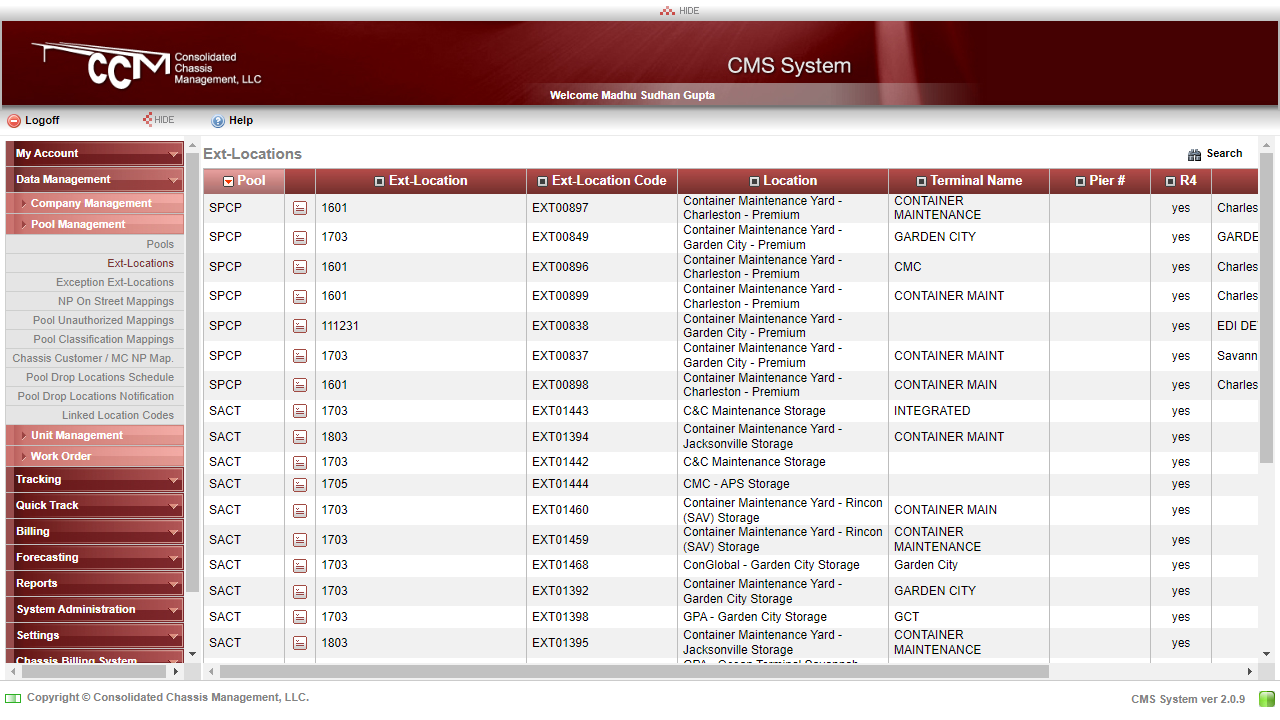 HIDE
CCM Consolidated
Chassis
Management, LLC
CMS System
Welcome Madhu Sudhan Gupta
Logoff HIDE Help
My Account
Data Management
Company Management
Pool Management
Pools
Ext-Locations
Exception Ext-Locations
NP On Street Mappings
Pool Unauthorized Mappings
Pool Classification Mappings
Chassis Customer / MC NP Map.
Pool Drop Locations Schedule
Pool Drop Locations Notification
Linked Location Codes
Unit Management
Work Order
Tracking
Quick Track
Billing
Forecasting
Reports
System Administration
Settings
Chassis Billing System
Ext-Locations Search
Pool Ext-Location Ext-Location Code Location Terminal Name Pier # R4
SPCP 1601 EXT00897 Container Maintenance Yard - Charleston - Premium CONTAINER MAINTENANCE yes Charles
SPCP 1703 EXT00849 Container Maintenance Yard - Garden City - Premium GARDEN CITY yes GARDE
SPCP 1601 EXT00896 Container Maintenance Yard - Charleston - Premium CMC yes Charles
SPCP 1601 EXT00899 Container Maintenance Yard - Charleston - Premium CONTAINER MAINT yes Charles
SPCP 111231 EXT00838 Container Maintenance Yard - Garden City - Premium yes EDI DE
SPCP 1703 EXT00837 Container Maintenance Yard - Garden City - Premium CONTAINER MAINT yes Savann
SPCP 1601 EXT00898 Container Maintenance Yard - Charleston - Premium CONTAINER MAIN yes Charles
SACT 1703 EXT01443 C&C Maintenance Storage INTEGRATED yes
SACT 1803 EXT01394 Container Maintenance Yard - Jacksonville Storage CONTAINER MAINT yes
SACT 1703 EXT01442 C&C Maintenance Storage yes
SACT 1705 EXT01444 CMC - APS Storage yes
SACT 1703 EXT01460 Container Maintenance Yard - Rincon (SAV) Storage CONTAINER MAIN yes
SACT 1703 EXT01459 Container Maintenance Yard - Rincon (SAV) Storage CONTAINER MAINTENANCE yes
SACT 1703 EXT01468 ConGlobal - Garden City Storage Garden City yes
SACT 1703 EXT01392 Container Maintenance Yard - Garden City Storage GARDEN CITY yes
SACT 1703 EXT01398 GPA - Garden City Storage GCT yes
SACT 1803 EXT01395 Container Maintenance Yard - Jacksonville Storage CONTAINER MAINTENANCE yes
Copyright © Consolidated Chassis Management, LLC. CMS System ver 2.0.9